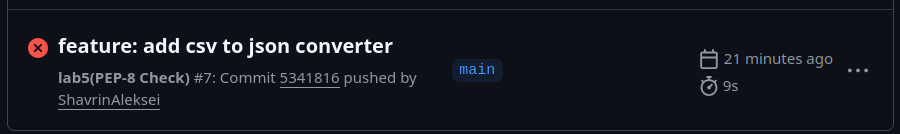 feature: add csv to json converter
lab5(PEP-8 Check) #7: Commit 5341816 pushed by
ShavrinAleksei
main
21 minutes ago
9s